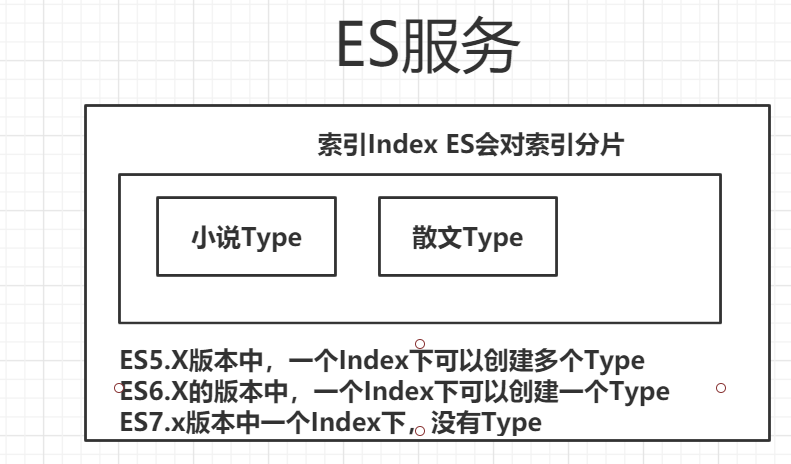 ES服务
索引Index ES会对索引分片
小说Type
散文Type
ES5.X版本中，一个Index下可以创建多个Type
ES6.X的版本中，一个Index下可以创建一个Type
ES7.x版本中一个Index下，没有Type